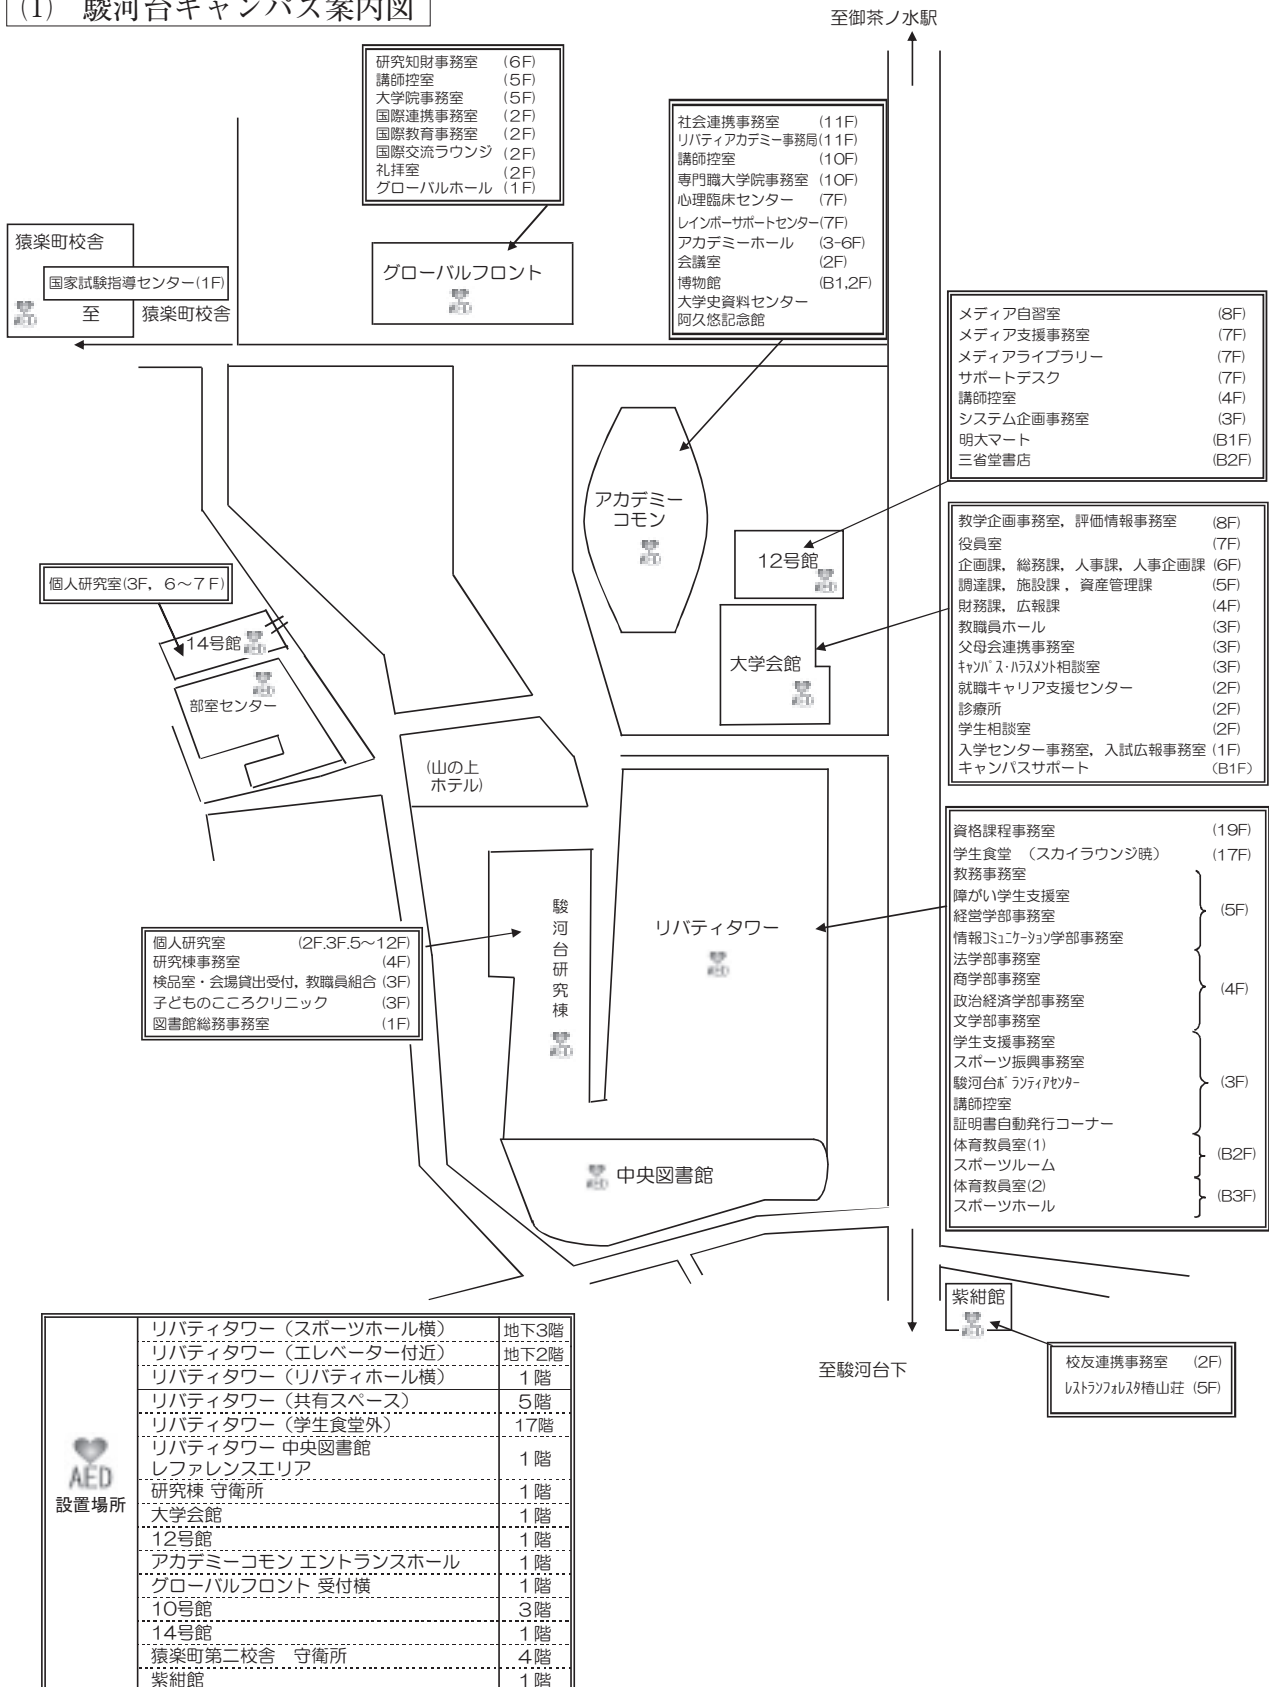 (1) 駿河台キャンパス案内図
至御茶ノ水駅
研究知財事務室 (6F)
講師控室 (5F)
大学院事務室 (5F)
国際連携事務室 (2F)
国際教育事務室 (2F)
国際交流ラウンジ (2F)
礼拝室 (2F)
グローバルホール (1F)
社会連携事務室 (11F)
リバティアカデミー事務局(11F)
講師控室 (10F)
専門職大学院事務室 (10F)
心理臨床センター (7F)
レインボーサポートセンター(7F)
アカデミーホール (3-6F)
会議室 (2F)
博物館 (B1,2F)
大学史資料センター
阿久悠記念館
猿楽町校舎
国家試験指導センター(1F)
AED
至 猿楽町校舎
グローバルフロント
AED
メディア自習室 (8F)
メディア支援事務室 (7F)
メディアライブラリー (7F)
サポートデスク (7F)
講師控室 (4F)
システム企画事務室 (3F)
明大マート (B1F)
三省堂書店 (B2F)
アカデミー
コモン
AED
12号館
AED
教学企画事務室，評価情報事務室 (8F)
役員室 (7F)
企画課，総務課，人事課，人事企画課 (6F)
調達課，施設課，資産管理課 (5F)
財務課，広報課 (4F)
教職員ホール (3F)
父母会連携事務室 (3F)
ｷｬﾝﾊﾟｽ・ﾊﾗｽﾒﾝﾄ相談室 (3F)
就職キャリア支援センター (2F)
診療所 (2F)
学生相談室 (2F)
入学センター事務室，入試広報事務室 (1F)
キャンパスサポート (B1F)
個人研究室(3F，6～7F)
14号館
AED
大学会館
AED
部室センター
AED
(山の上
ホテル)
資格課程事務室 (19F)
学生食堂 （スカイラウンジ暁） (17F)
教務事務室
障がい学生支援室
経営学部事務室
情報ｺﾐｭﾆｹｰｼｮﾝ学部事務室
(5F)
法学部事務室
商学部事務室
政治経済学部事務室
文学部事務室
(4F)
学生支援事務室
スポーツ振興事務室
駿河台ﾎﾞﾗﾝﾃｨｱｾﾝﾀｰ
講師控室
証明書自動発行コーナー
(3F)
体育教員室(1)
スポーツルーム
(B2F)
体育教員室(2)
スポーツホール
(B3F)
個人研究室 (2F.3F.5～12F)
研究棟事務室 (4F)
検品室・会場貸出受付，教職員組合 (3F)
子どものこころクリニック (3F)
図書館総務事務室 (1F)
駿河台研究棟
AED
リバティタワー
AED
AED 中央図書館
紫紺館
AED
校友連携事務室 (2F)
ﾚｽﾄﾗﾝﾌｫﾚｽﾀ椿山荘 (5F)
至駿河台下
AED
設置場所
リバティタワー（スポーツホール横） 地下3階
リバティタワー（エレベーター付近） 地下2階
リバティタワー（リバティホール横） 1階
リバティタワー（共有スペース） 5階
リバティタワー（学生食堂外） 17階
リバティタワー 中央図書館
レファレンスエリア 1階
研究棟 守衛所 1階
大学会館 1階
12号館 1階
アカデミーコモン エントランスホール 1階
グローバルフロント 受付横 1階
10号館 3階
14号館 1階
猿楽町第二校舎 守衛所 4階
紫紺館 1階